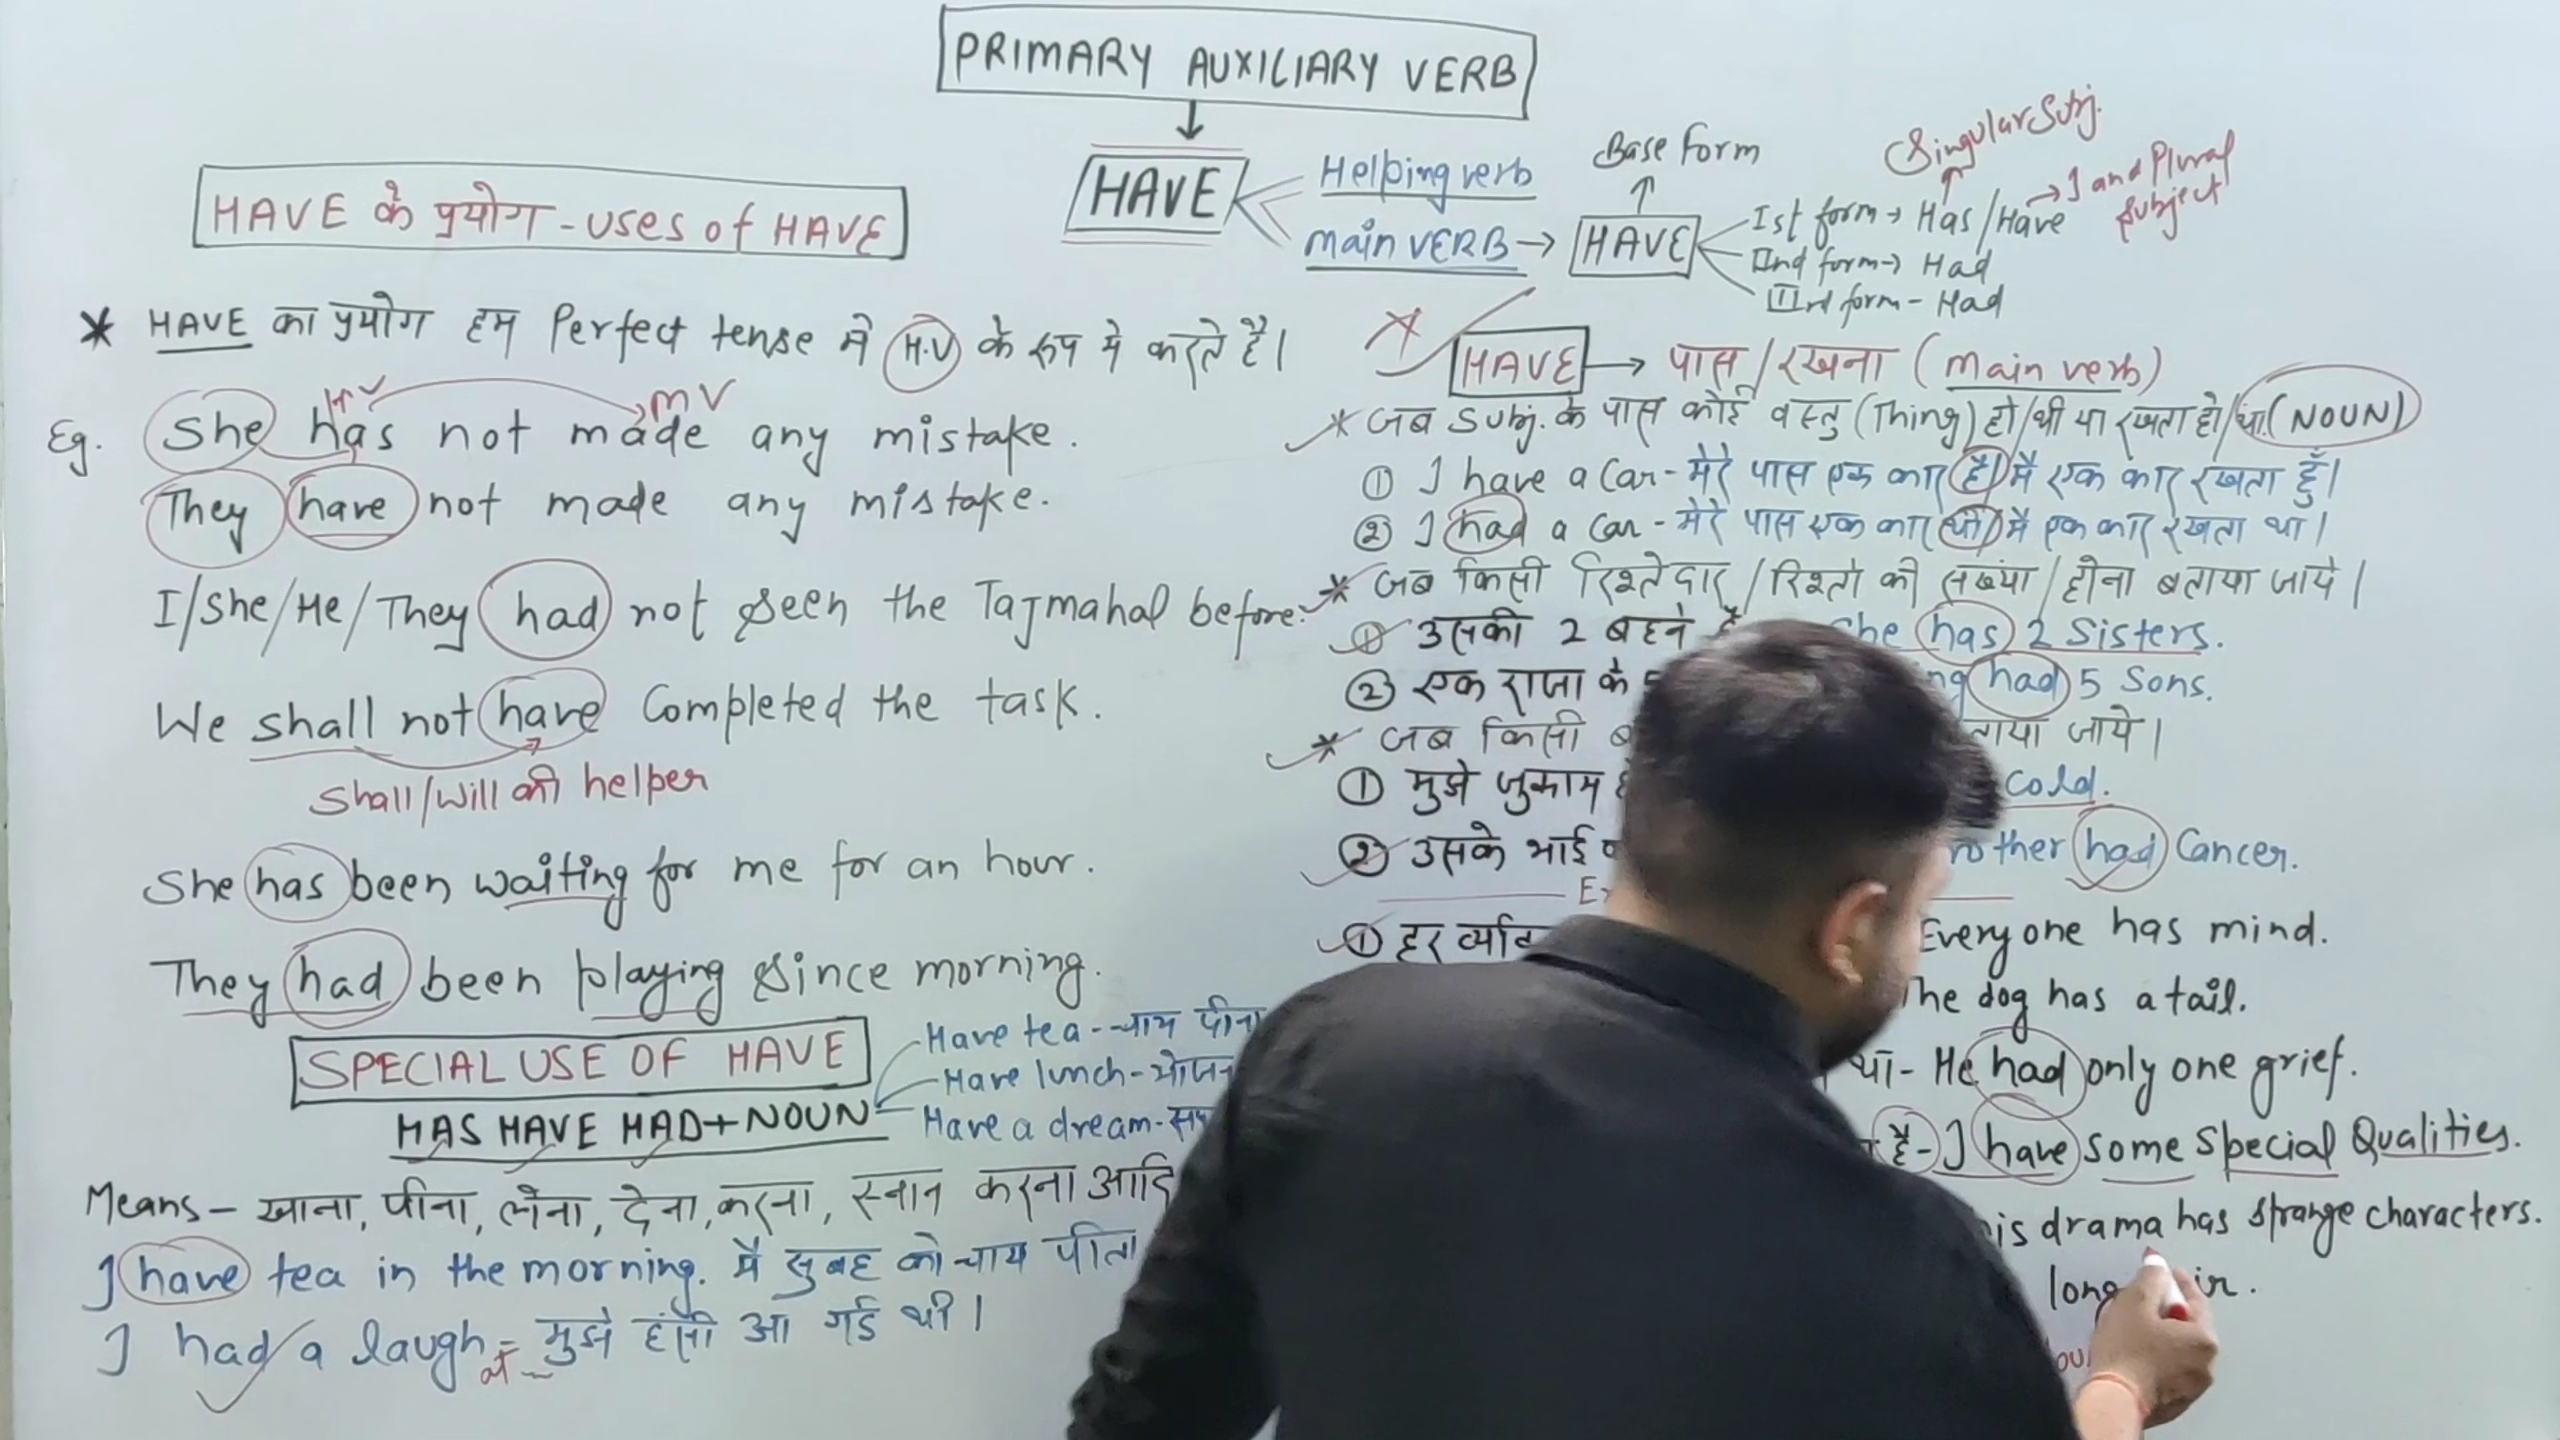 PRIMARY AUXILIARY VERB
HAVE
Helping verb
main VERB → HAVE
Base Form
Ist form → Has/Have
IInd form → Had
IIIrd form - Had
Singular Subj.
I and Plural Subject
HAVE के प्रयोग - uses of HAVE
* HAVE का प्रयोग हम Perfect tense मे H.V के रूप मे करते है।
H V
M V
Eg. She has not made any mistake.
They have not made any mistake.
I/She/He/They had not seen the Tajmahal before.
We shall not have Completed the task.
Shall/will की helper
She has been waiting for me for an hour.
They had been playing since morning.
SPECIAL USE OF HAVE
HAS HAVE HAD + NOUN
Have tea - चाय पीना
Have lunch - भोजन
Have a dream -
Means - खाना, पीना, लेना, देना, करना, स्नान करना आदि
I have tea in the morning. मै सुबह को चाय पीता
I had a laugh = मुझे हंसी आ गई थी।
at
HAVE → पास/रखना (main verb)
* जब Subj. के पास कोई वस्तु (Thing) हो/थी या रखता हो/था (NOUN)
① I have a Car - मेरे पास एक कार है। मै एक कार रखता हूँ।
② I had a Car - मेरे पास एक कार थी। मै एक कार रखता था।
* जब किसी रिश्तेदार/रिश्तो की संख्या/होना बताया जाये।
① उसकी 2 बहने She has 2 Sisters.
② एक राजा के had 5 Sons.
* जब किसी जाये।
① मुझे जुकाम Cold.
② उसके भाई had Cancer.
① हर Everyone has mind.
The dog has a tail.
था - He had only one grief.
है - I have some special Qualities.
drama has strange characters.
long